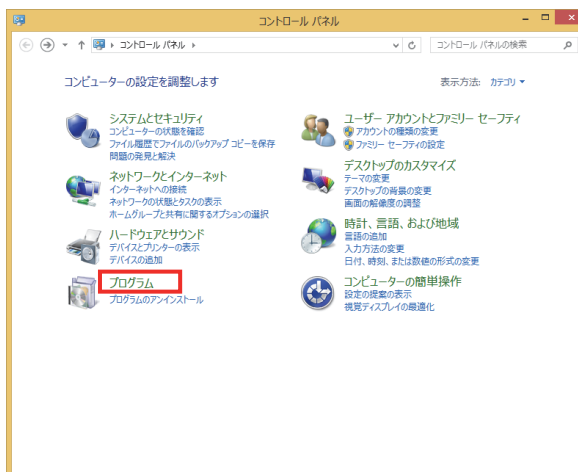 コントロール パネル
コントロール パネル
コントロール パネルの検索
コンピューターの設定を調整します
表示方法: カテゴリ
システムとセキュリティ
コンピューターの状態を確認
ファイル履歴でファイルのバックアップ コピーを保存
問題の発見と解決
ネットワークとインターネット
インターネットへの接続
ネットワークの状態とタスクの表示
ホームグループと共有に関するオプションの選択
ハードウェアとサウンド
デバイスとプリンターの表示
デバイスの追加
プログラム
プログラムのアンインストール
ユーザー アカウントとファミリー セーフティ
アカウントの種類の変更
ファミリー セーフティの設定
デスクトップのカスタマイズ
テーマの変更
デスクトップの背景の変更
画面の解像度の調整
時計、言語、および地域
言語の追加
入力方法の変更
日付、時刻、または数値の形式の変更
コンピューターの簡単操作
設定の提案の表示
視覚ディスプレイの最適化